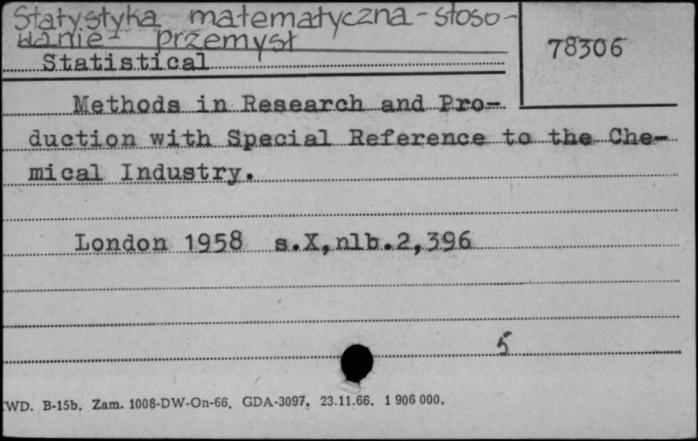 Statystyka matematyczna - stoso-
wanie - Przemysł
78306
Statistical
Methods in Research and Pro-
duction with Special Reference to the Che-
mical Industry.
London 1958 s.X,nlb.2,396
5
WD. B-15b. Zam. 1008-DW-On-66. GDA-3097. 23.11.66. 1 906 000.